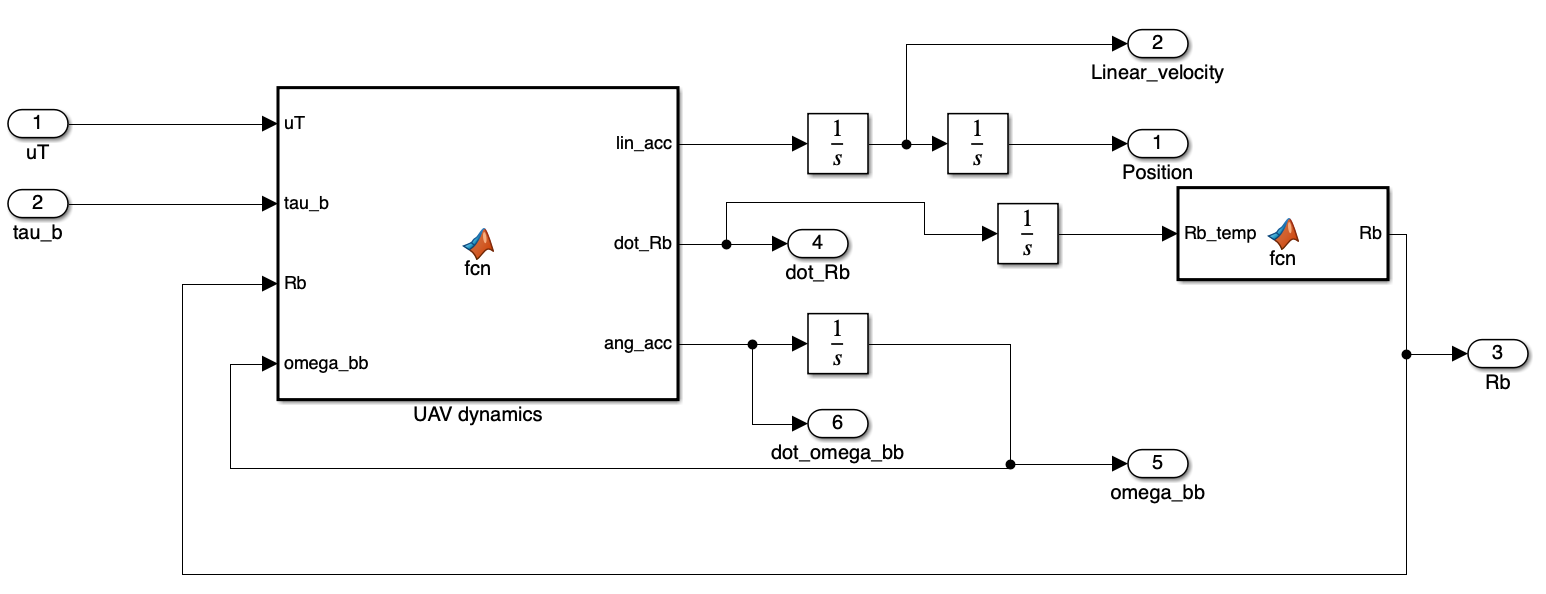 2
Linear_velocity
1
uT
uT
lin_acc
1
s
1
s
1
Position
2
tau_b
tau_b
fcn
dot_Rb
4
dot_Rb
1
s
Rb_temp
fcn
Rb
Rb
ang_acc
1
s
3
Rb
omega_bb
UAV dynamics
6
dot_omega_bb
5
omega_bb